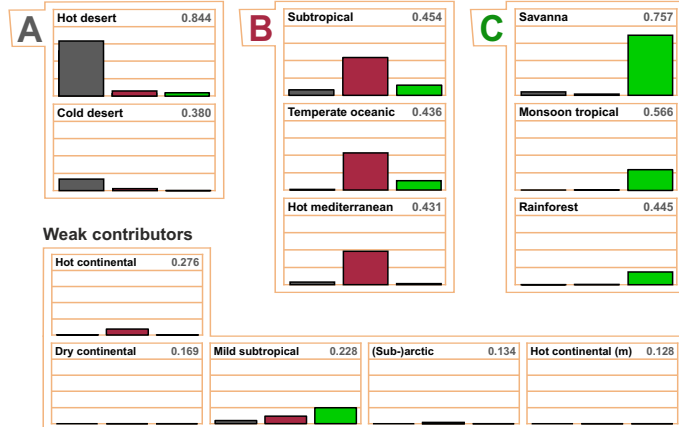 A
Hot desert 0.844
Cold desert 0.380
B
Subtropical 0.454
Temperate oceanic 0.436
Hot mediterranean 0.431
C
Savanna 0.757
Monsoon tropical 0.566
Rainforest 0.445
Weak contributors
Hot continental 0.276
Dry continental 0.169
Mild subtropical 0.228
(Sub-)arctic 0.134
Hot continental (m) 0.128